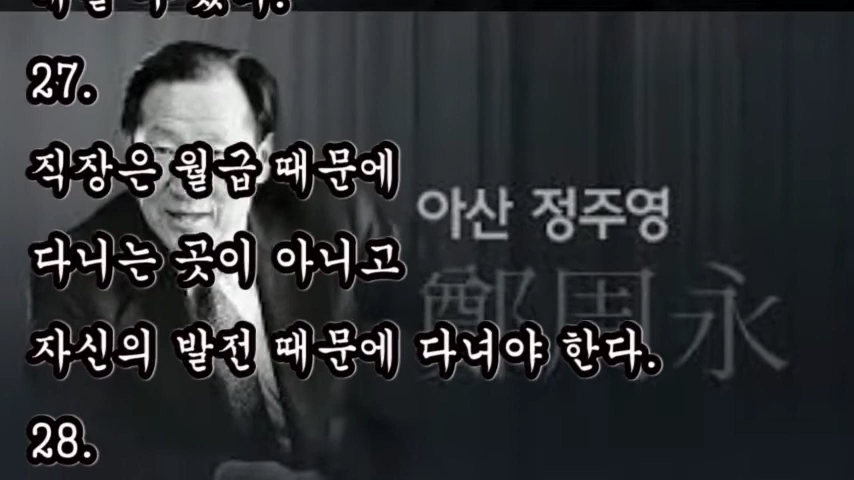 27.
직장은 월급 때문에
다니는 곳이 아니고
자신의 발전 때문에 다녀야 한다.
28.
아산 정주영
鄭周永